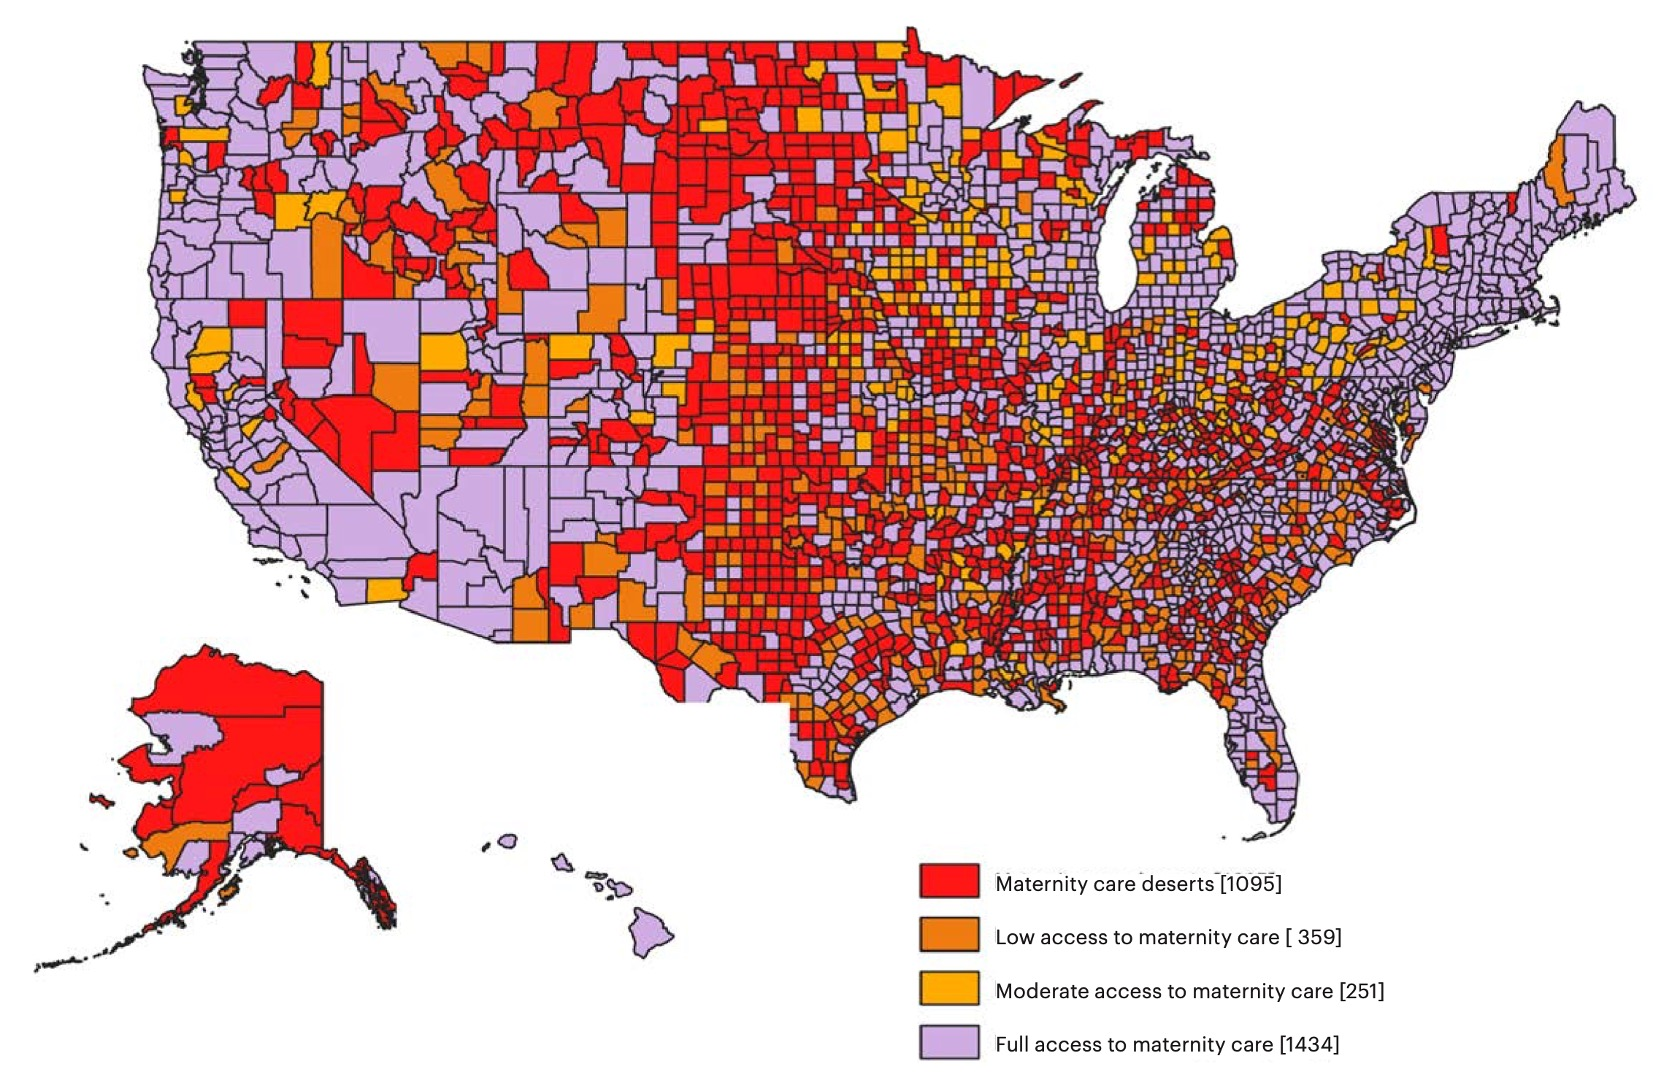 Maternity care deserts [1095]
Low access to maternity care [ 359]
Moderate access to maternity care [251]
Full access to maternity care [1434]